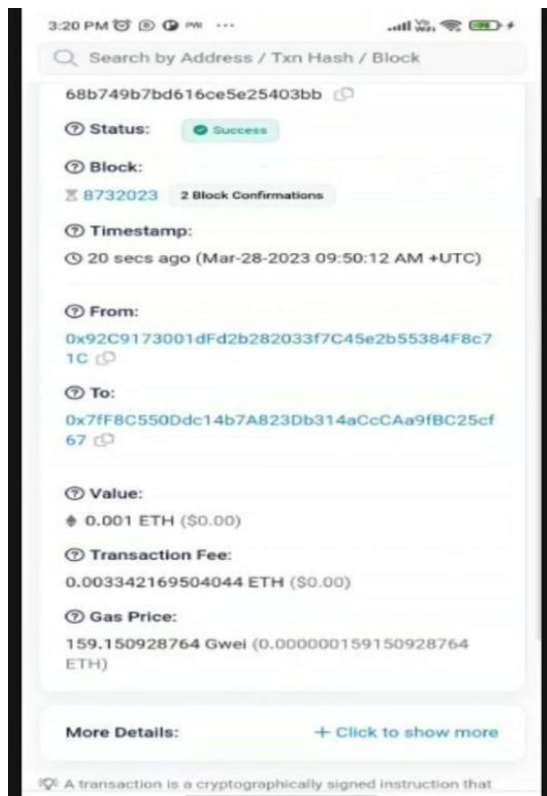 3:20 PM
Search by Address / Txn Hash / Block
68b749b7bd616ce5e25403bb
Status: Success
Block:
8732023 2 Block Confirmations
Timestamp:
20 secs ago (Mar-28-2023 09:50:12 AM +UTC)
From:
0x92C9173001dFd2b282033f7C45e2b55384F8c7
1C
To:
0x7fF8C550Ddc14b7A823Db314aCcCAa9fBC25cf
67
Value:
0.001 ETH ($0.00)
Transaction Fee:
0.003342169504044 ETH ($0.00)
Gas Price:
159.150928764 Gwei (0.000000159150928764
ETH)
More Details: + Click to show more
A transaction is a cryptographically signed instruction that